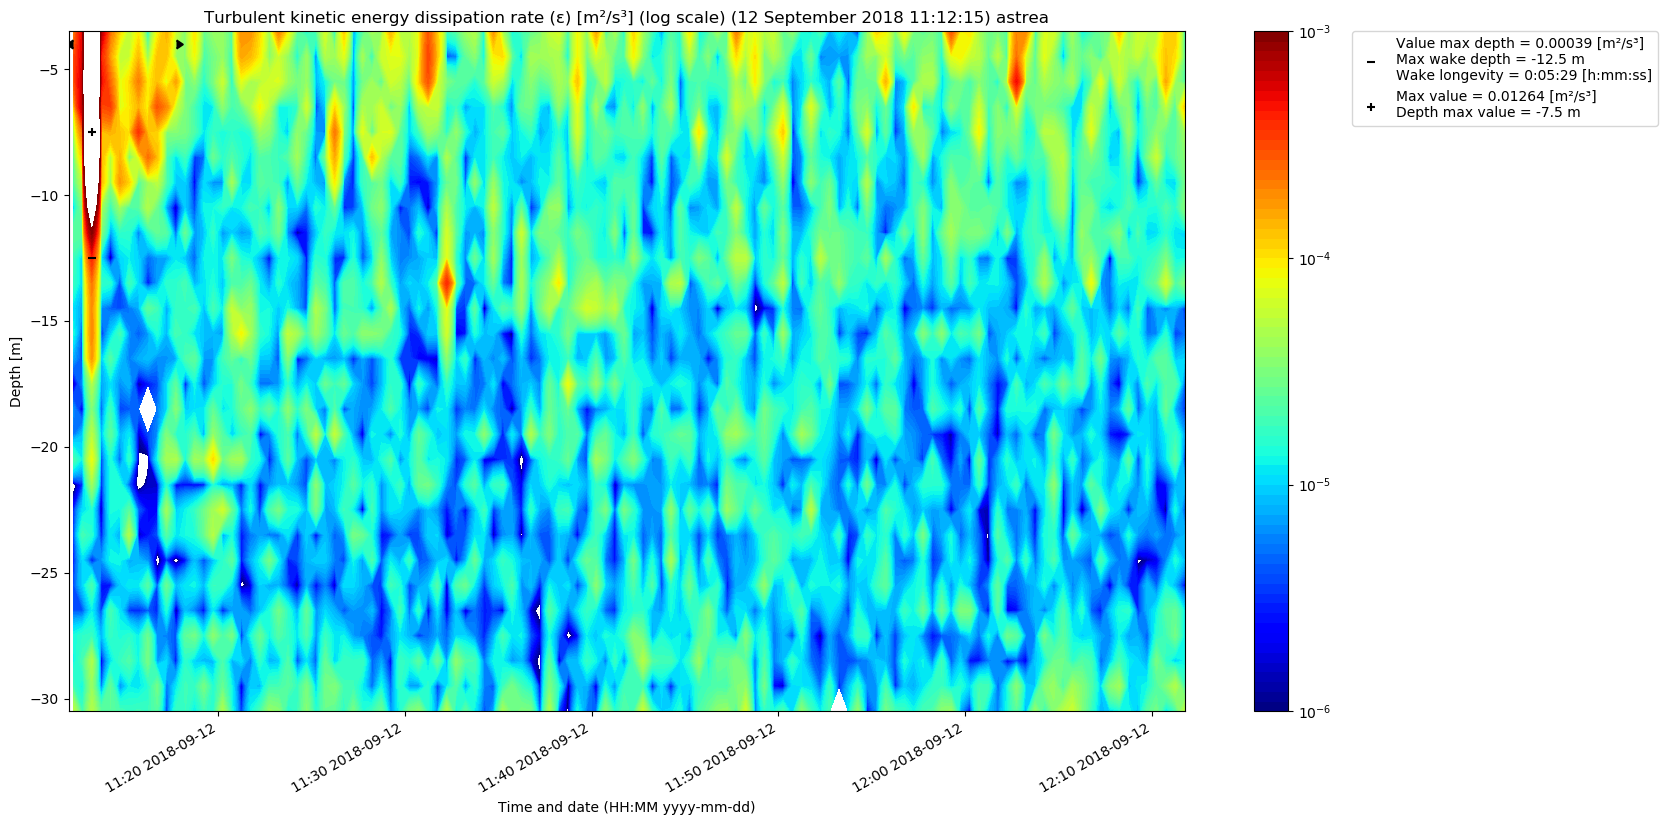 Turbulent kinetic energy dissipation rate (ε) [m²/s³] (log scale) (12 September 2018 11:12:15) astrea
Depth [m]
−5
−10
−15
−20
−25
−30
11:20 2018-09-12
11:30 2018-09-12
11:40 2018-09-12
11:50 2018-09-12
12:00 2018-09-12
12:10 2018-09-12
Time and date (HH:MM yyyy-mm-dd)
10⁻³
10⁻⁴
10⁻⁵
10⁻⁶
Value max depth = 0.00039 [m²/s³]
Max wake depth = -12.5 m
Wake longevity = 0:05:29 [h:mm:ss]
Max value = 0.01264 [m²/s³]
Depth max value = -7.5 m